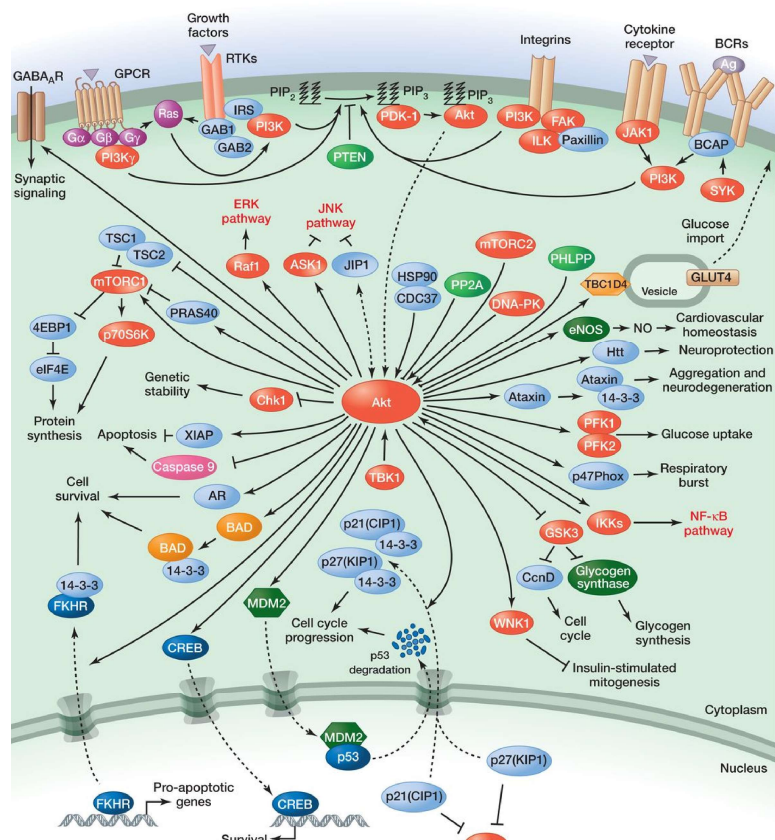 Growth
factors
RTKs
GABA_AR
GPCR
Integrins
Cytokine
receptor
BCRs
Ag
PIP₂
PIP₃
PIP₃
IRS
GAB1
GAB2
PI3K
Ras
Gα
Gβ
Gγ
PI3Kγ
PDK-1
Akt
PTEN
PI3K
FAK
ILK
Paxillin
JAK1
PI3K
BCAP
SYK
Synaptic
signaling
ERK
pathway
JNK
pathway
Glucose
import
TSC1
TSC2
mTORC1
Raf1
ASK1
JIP1
HSP90
CDC37
PP2A
mTORC2
DNA-PK
PHLPP
TBC1D4
Vesicle
GLUT4
4EBP1
p70S6K
PRAS40
eIF4E
Protein
synthesis
eNOS
NO
Cardiovascular
homeostasis
Htt
Neuroprotection
Ataxin
Ataxin
14-3-3
Aggregation and
neurodegeneration
Genetic
stability
Chk1
Akt
PFK1
PFK2
Glucose uptake
Apoptosis
XIAP
Caspase 9
TBK1
p47Phox
Respiratory
burst
Cell
survival
AR
BAD
BAD
14-3-3
p21(CIP1)
14-3-3
p27(KIP1)
14-3-3
GSK3
IKKs
NF-κB
pathway
CcnD
Glycogen
synthase
14-3-3
FKHR
MDM2
Cell cycle
progression
WNK1
Cell
cycle
Glycogen
synthesis
CREB
p53
degradation
Insulin-stimulated
mitogenesis
Cytoplasm
MDM2
p53
p27(KIP1)
Nucleus
FKHR
Pro-apoptotic
genes
CREB
p21(CIP1)
Survival